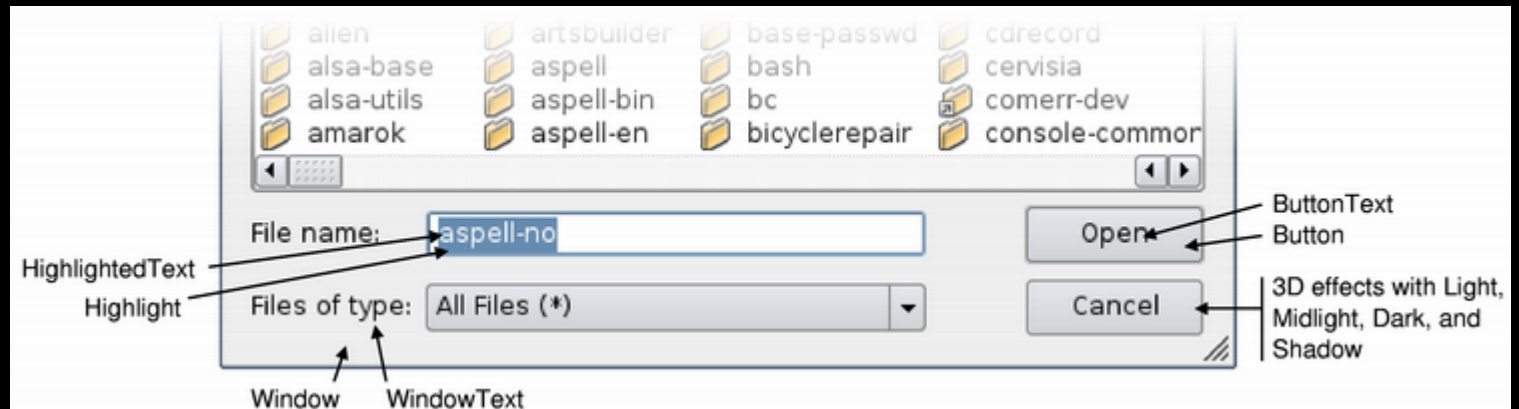 alien artsbuilder base-passwd cdrecord
alsa-base aspell bash cervisia
alsa-utils aspell-bin bc comerr-dev
amarok aspell-en bicyclerepair console-common
File name: aspell-no Open
ButtonText
Button
HighlightedText
Highlight
Files of type: All Files (*) Cancel
3D effects with Light,
Midlight, Dark, and
Shadow
Window WindowText